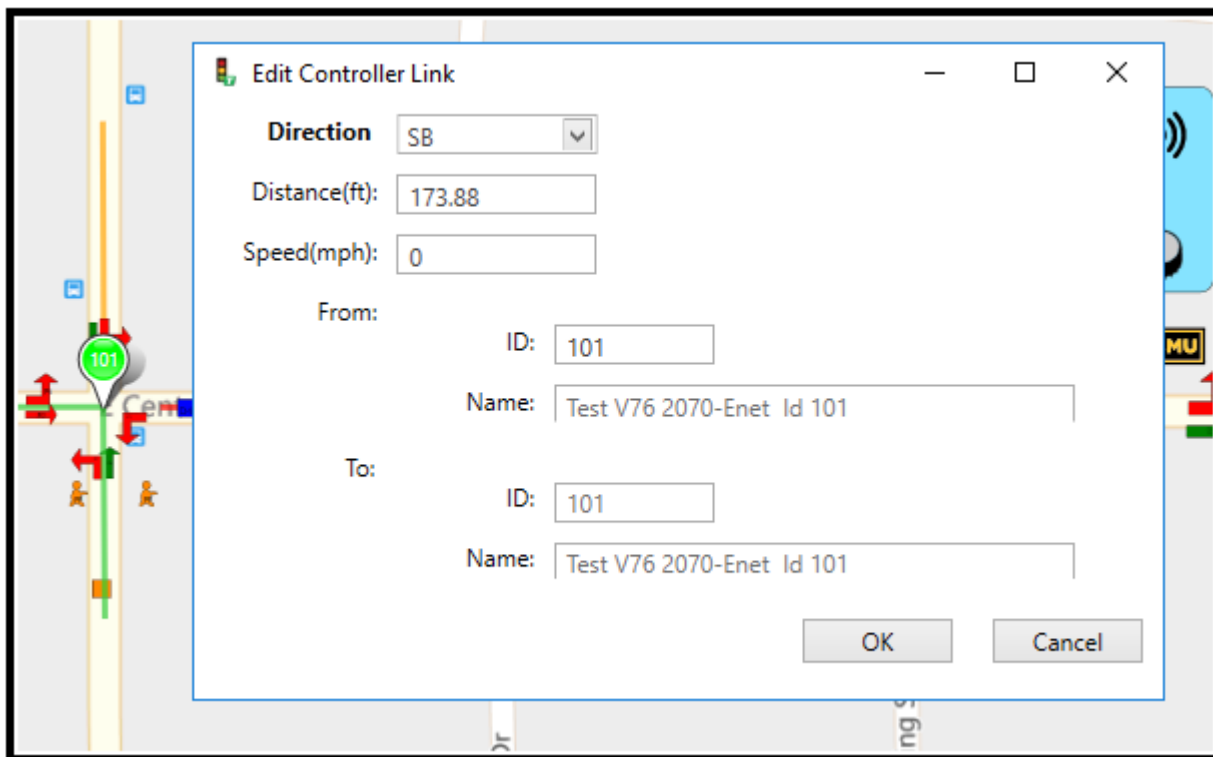 Edit Controller Link
Direction SB
Distance(ft): 173.88
Speed(mph): 0
From:
ID: 101
Name: Test V76 2070-Enet Id 101
To:
ID: 101
Name: Test V76 2070-Enet Id 101
OK Cancel
101
MU